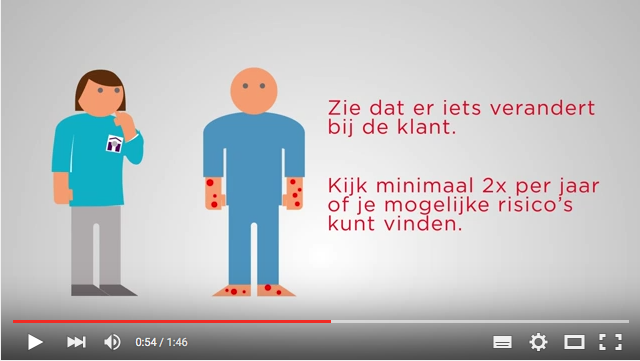 Zie dat er iets verandert
bij de klant.
Kijk minimaal 2x per jaar
of je mogelijke risico's
kunt vinden.
0:54 / 1:46